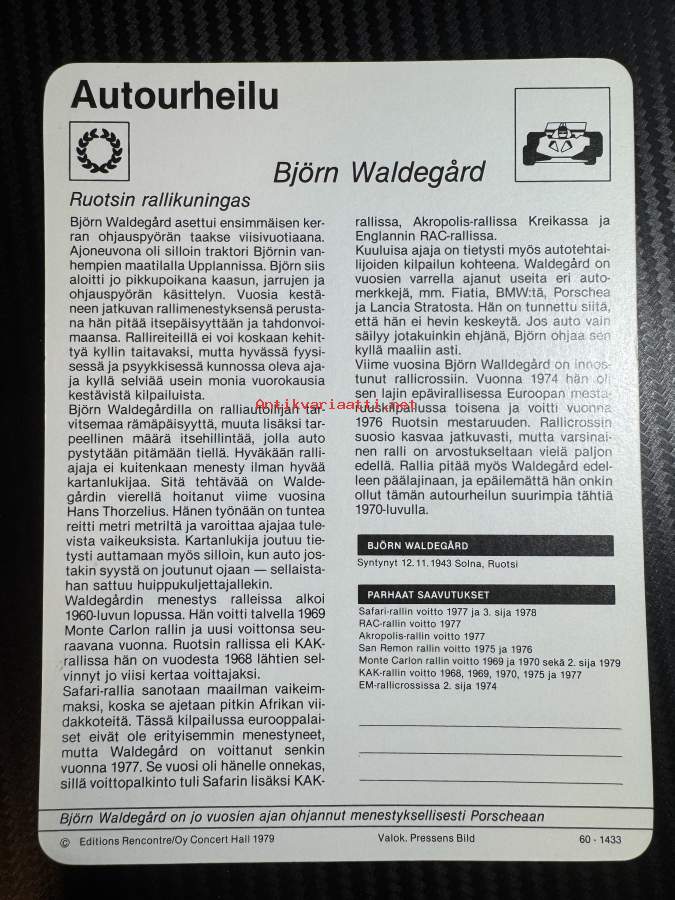 Autourheilu
Björn Waldegård
Ruotsin rallikuningas
Björn Waldegård asettui ensimmäisen ker-
ran ohjauspyörän taakse viisivuotiaana.
Ajoneuvona oli silloin traktori Björnin van-
hempien maatilalla Upplannissa. Björn siis
aloitti jo pikkupoikana kaasun, jarrujen ja
ohjauspyörän käsittelyn. Vuosia kestä-
neen jatkuvan rallimenestyksensä perusta-
na hän pitää itsepäisyyttään ja tahdonvoi-
maansa. Rallireiteillä ei voi koskaan kehit-
tyä kyllin taitavaksi, mutta hyvässä fyysi-
sessä ja psyykkisessä kunnossa oleva aja-
ja kyllä selviää usein monia vuorokausia
kestävistä kilpailuista.
Björn Waldegårdilla on ralliautoilijan tar-
vitsemaa rämäpäisyyttä, muuta lisäksi tar-
peellinen määrä itsehillintää, jolla auto
pystytään pitämään tiellä. Hyväkään ralli-
ajaja ei kuitenkaan menesty ilman hyvää
kartanlukijaa. Sitä tehtävää on Walde-
gårdin vierellä hoitanut viime vuosina
Hans Thorzelius. Hänen työnään on tuntea
reitti metri metriltä ja varoittaa ajajaa tule-
vista vaikeuksista. Kartanlukija joutuu tie-
tysti auttamaan myös silloin, kun auto jos-
takin syystä on joutunut ojaan — sellaista-
han sattuu huippukuljettajallekin.
Waldegårdin menestys ralleissa alkoi
1960-luvun lopussa. Hän voitti talvella 1969
Monte Carlon rallin ja uusi voittonsa seu-
raavana vuonna. Ruotsin rallissa eli KAK-
rallissa hän on vuodesta 1968 lähtien sel-
vinnyt jo viisi kertaa voittajaksi.
Safari-rallia sanotaan maailman vaikeim-
maksi, koska se ajetaan pitkin Afrikan vii-
dakkoteitä. Tässä kilpailussa eurooppalai-
set eivät ole erityisemmin menestyneet,
mutta Waldegård on voittanut senkin
vuonna 1977. Se vuosi oli hänelle onnekas,
sillä voittopalkinto tuli Safarin lisäksi KAK-
rallissa, Akropolis-rallissa Kreikassa ja
Englannin RAC-rallissa.
Kuuluisa ajaja on tietysti myös autotehtai-
lijoiden kilpailun kohteena. Waldegård on
vuosien varrella ajanut useita eri auto-
merkkejä, mm. Fiatia, BMW:tä, Porschea
ja Lancia Stratosta. Hän on tunnettu siitä,
että hän ei hevin keskeytä. Jos auto vain
säilyy jotakuinkin ehjänä, Björn ohjaa sen
kyllä maaliin asti.
Viime vuosina Björn Walldegård on innos-
tunut rallicrossiin. Vuonna 1974 hän oli
sen lajin epävirallisessa Euroopan mesta-
ruuskilpailussa toisena ja voitti vuonna
1976 Ruotsin mestaruuden. Rallicrossin
suosio kasvaa jatkuvasti, mutta varsinai-
nen ralli on arvostukseltaan vielä paljon
edellä. Rallia pitää myös Waldegård edel-
leen päälajinaan, ja epäilemättä hän onkin
ollut tämän autourheilun suurimpia tähtiä
1970-luvulla.
BJÖRN WALDEGÅRD
Syntynyt 12.11.1943 Solna, Ruotsi
PARHAAT SAAVUTUKSET
Safari-rallin voitto 1977 ja 3. sija 1978
RAC-rallin voitto 1977
Akropolis-rallin voitto 1977
San Remon rallin voitto 1975 ja 1976
Monte Carlon rallin voitto 1969 ja 1970 sekä 2. sija 1979
KAK-rallin voitto 1968, 1969, 1970, 1975 ja 1977
EM-rallicrossissa 2. sija 1974
Antikvariaatti.net
Björn Waldegård on jo vuosien ajan ohjannut menestyksellisesti Porscheaan
© Editions Rencontre/Oy Concert Hall 1979
Valok. Pressens Bild
60 - 1433